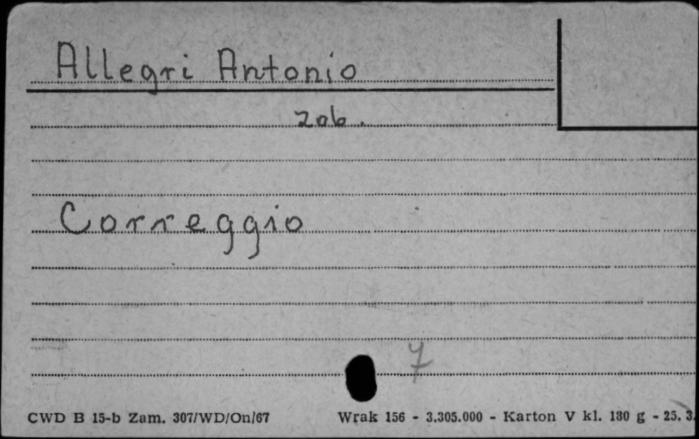 Allegri Antonio
zob.
Correggio
7
CWD B 15-b Zam. 307/WD/On/67 Wrak 156 - 3.305.000 - Karton V kl. 180 g - 25. 3.